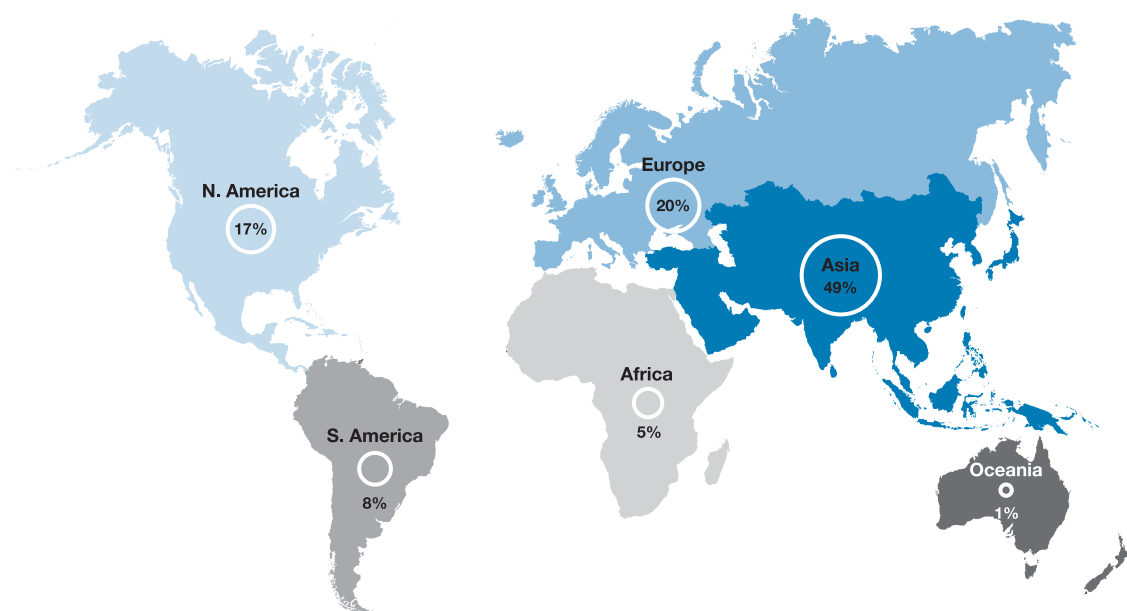 N. America
17%
Europe
20%
Asia
49%
Africa
5%
S. America
8%
Oceania
1%